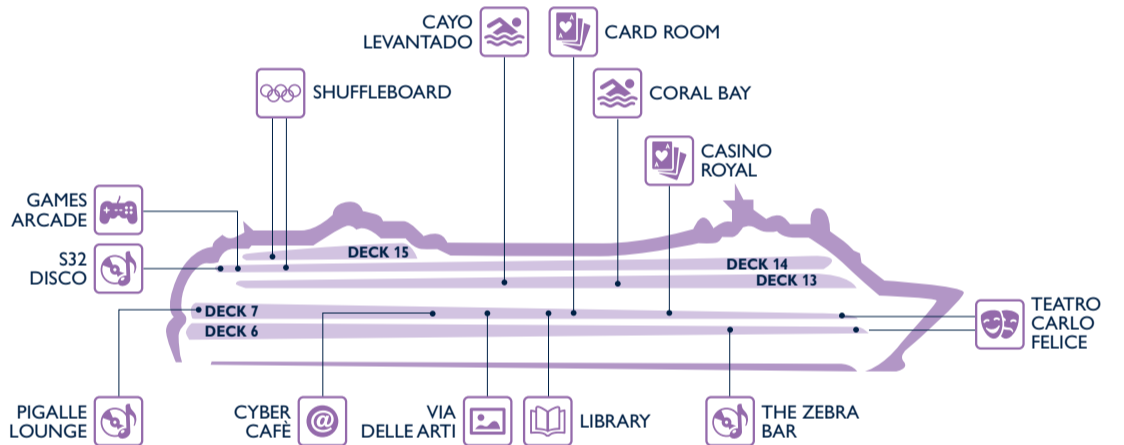 CAYO
LEVANTADO
CARD ROOM
SHUFFLEBOARD
CORAL BAY
CASINO
ROYAL
GAMES
ARCADE
S32
DISCO
DECK 15
DECK 14
DECK 13
DECK 7
DECK 6
TEATRO
CARLO
FELICE
PIGALLE
LOUNGE
CYBER
CAFÈ
@
VIA
DELLE ARTI
LIBRARY
THE ZEBRA
BAR